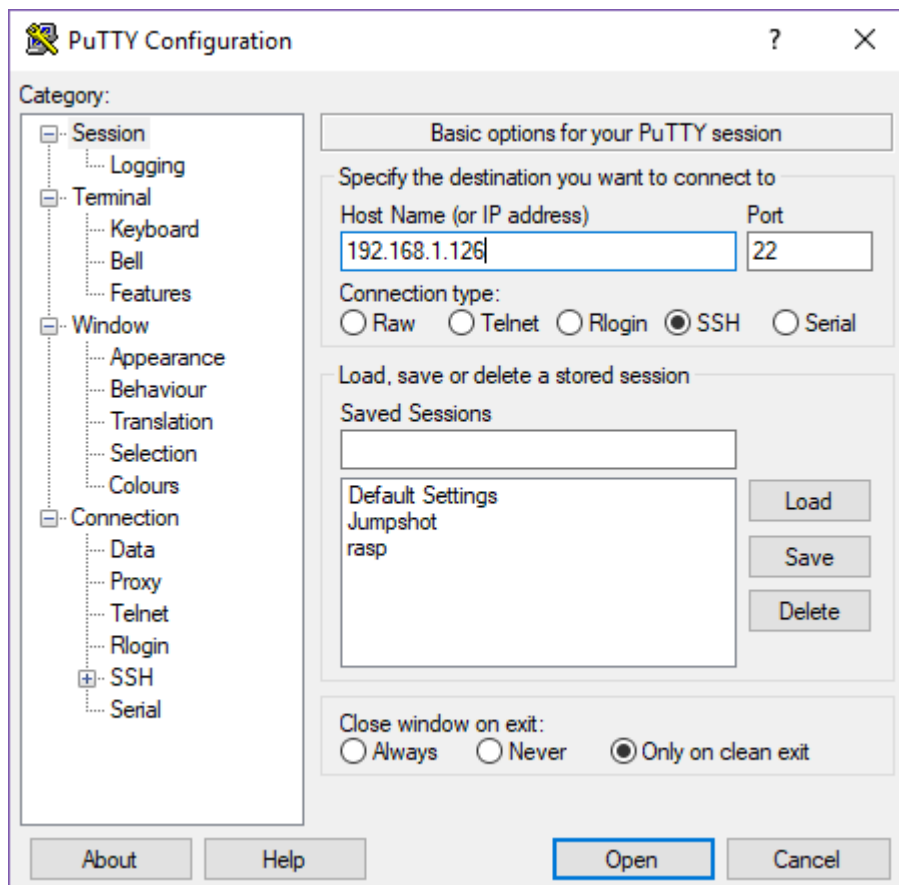 PuTTY Configuration
?
Category:
Session
Logging
Terminal
Keyboard
Bell
Features
Window
Appearance
Behaviour
Translation
Selection
Colours
Connection
Data
Proxy
Telnet
Rlogin
SSH
Serial
Basic options for your PuTTY session
Specify the destination you want to connect to
Host Name (or IP address) Port
192.168.1.126 22
Connection type:
Raw Telnet Rlogin SSH Serial
Load, save or delete a stored session
Saved Sessions
Default Settings
Jumpshot
rasp
Load
Save
Delete
Close window on exit:
Always Never Only on clean exit
About Help Open Cancel